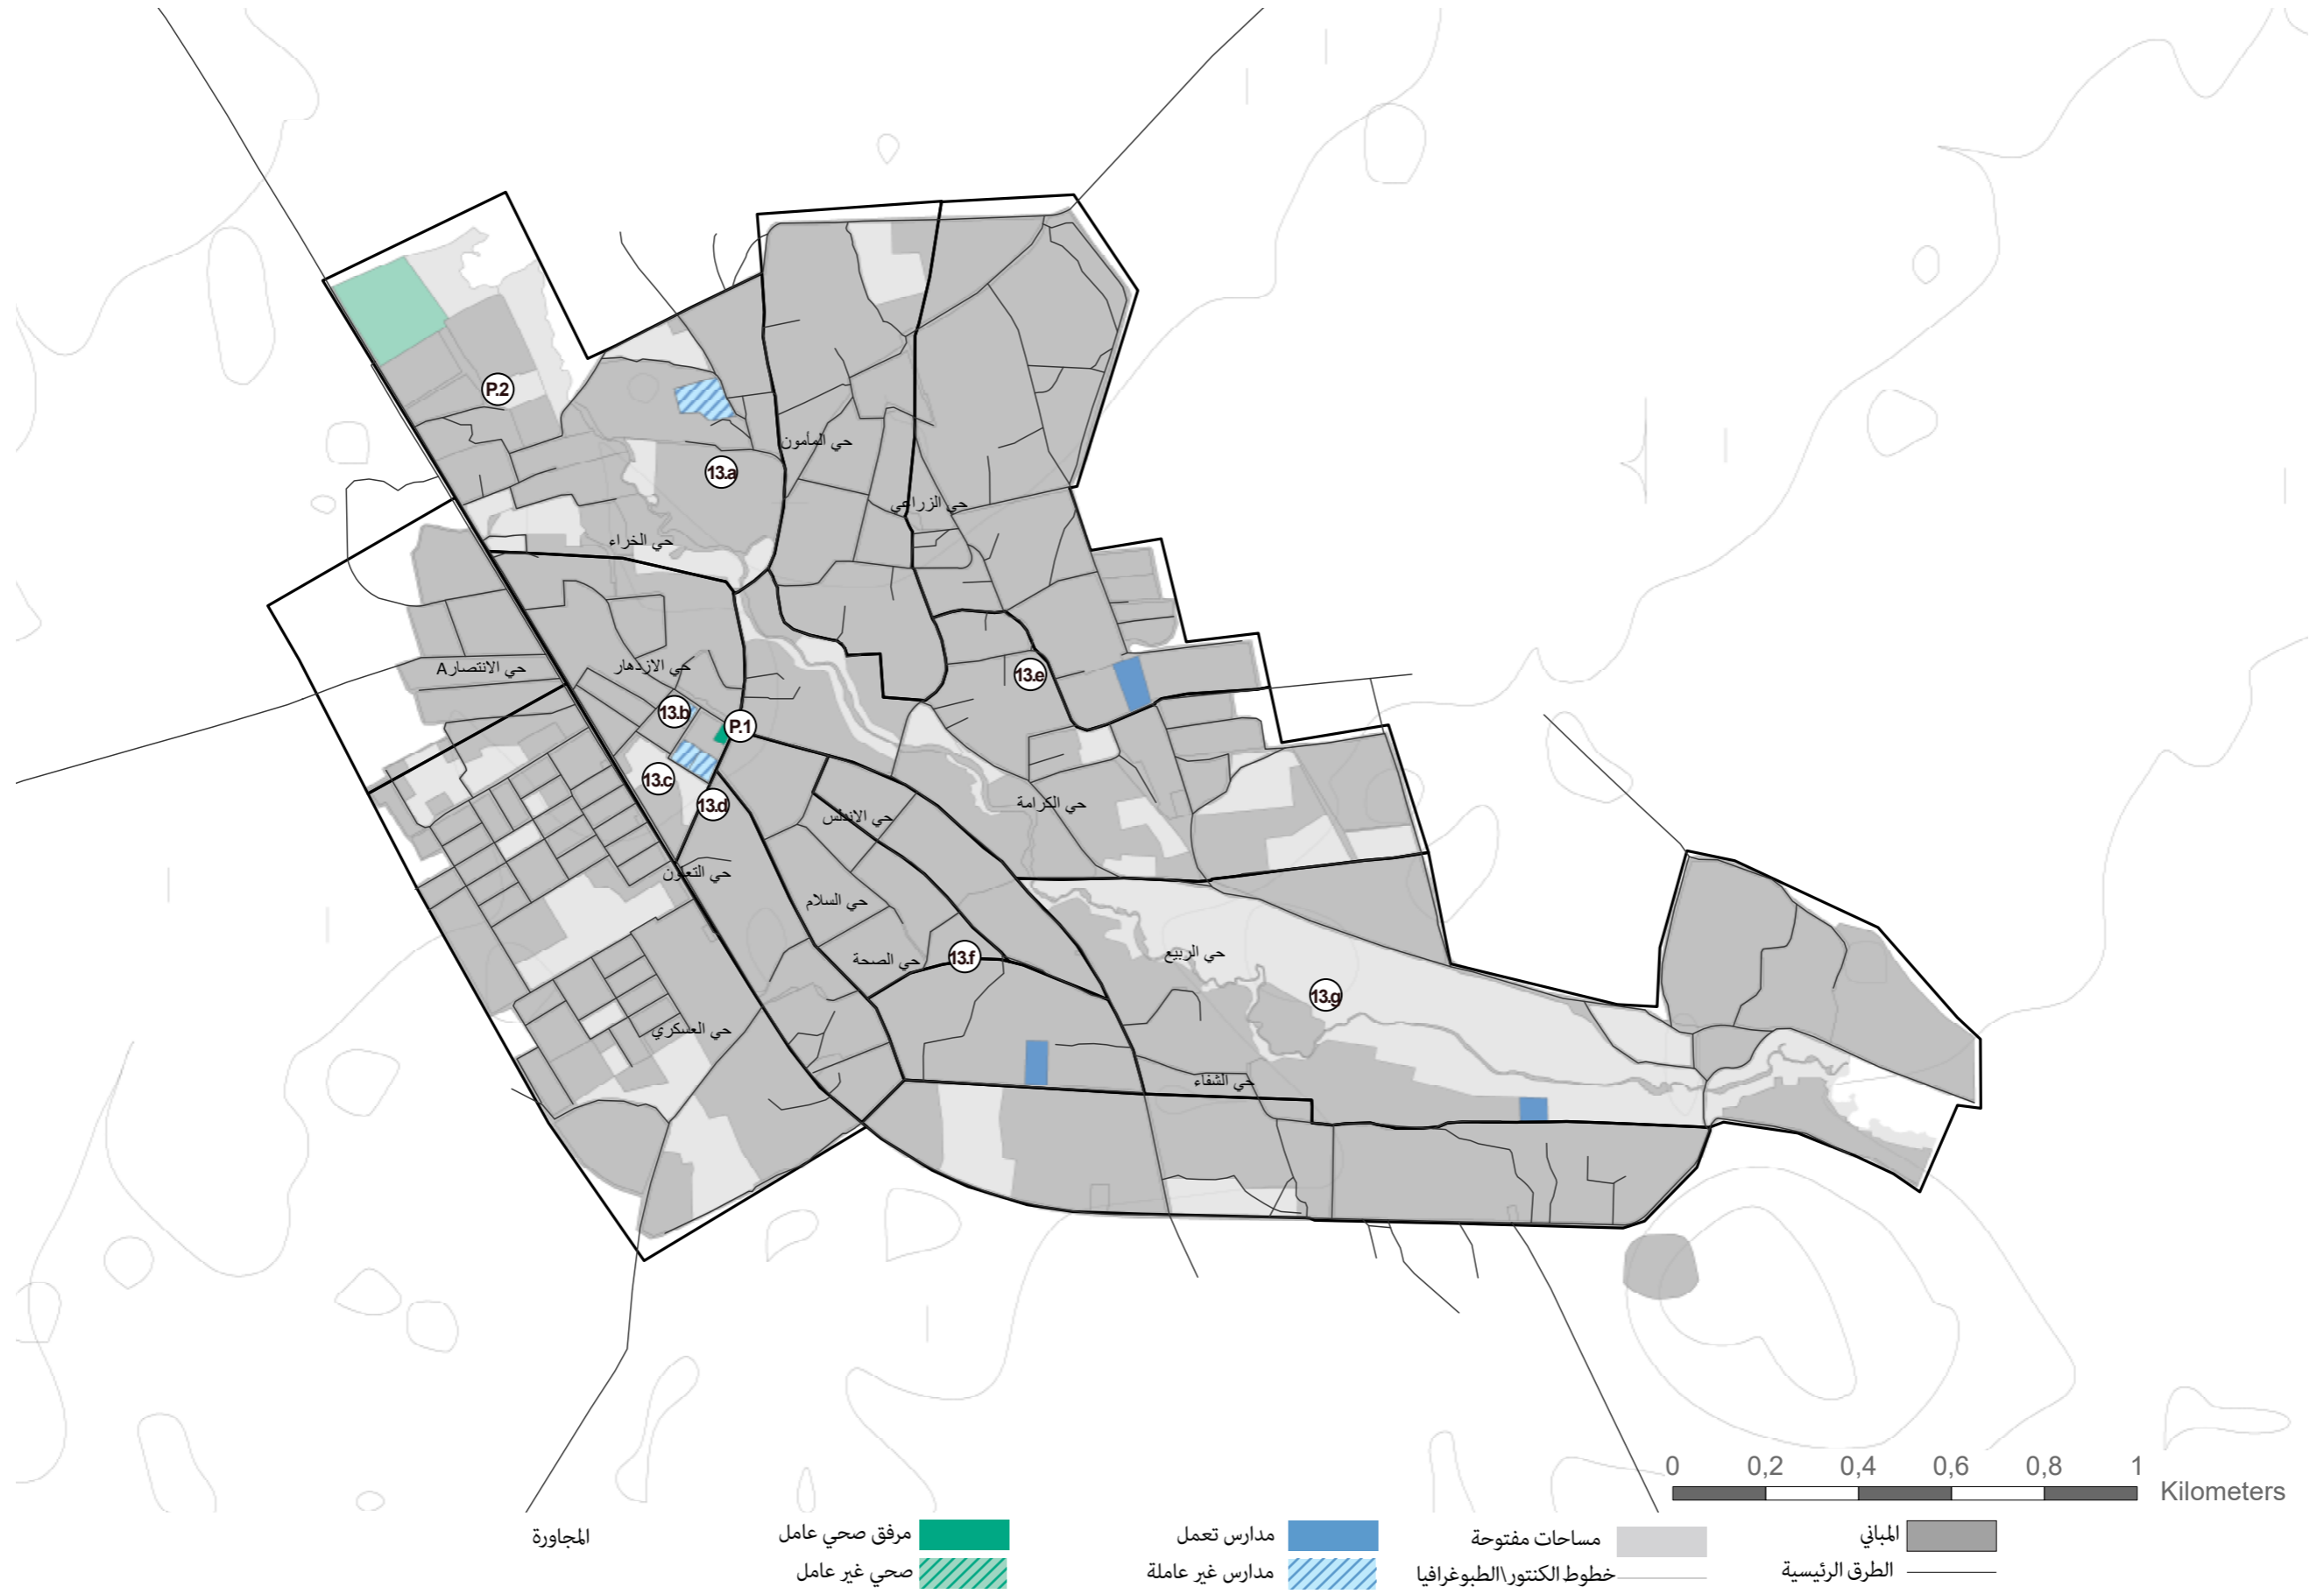 P.2
حي المأمون
13.a
حي الزراعي
حي الخراء
حي الازدهار
حي الانتصارA
13.e
13.b
P.1
13.c
13.d
حي الكرامة
حي الاندلس
حي التعاون
حي السلام
حي الربيع
حي الصحة
13.f
13.g
حي العسكري
حي الشفاء
0 0,2 0,4 0,6 0,8 1
Kilometers
المباني
مساحات مفتوحة
مدارس تعمل
مرفق صحي عامل
المجاورة
الطرق الرئيسية
خطوط الكنتور\الطبوغرافيا
مدارس غير عاملة
صحي غير عامل